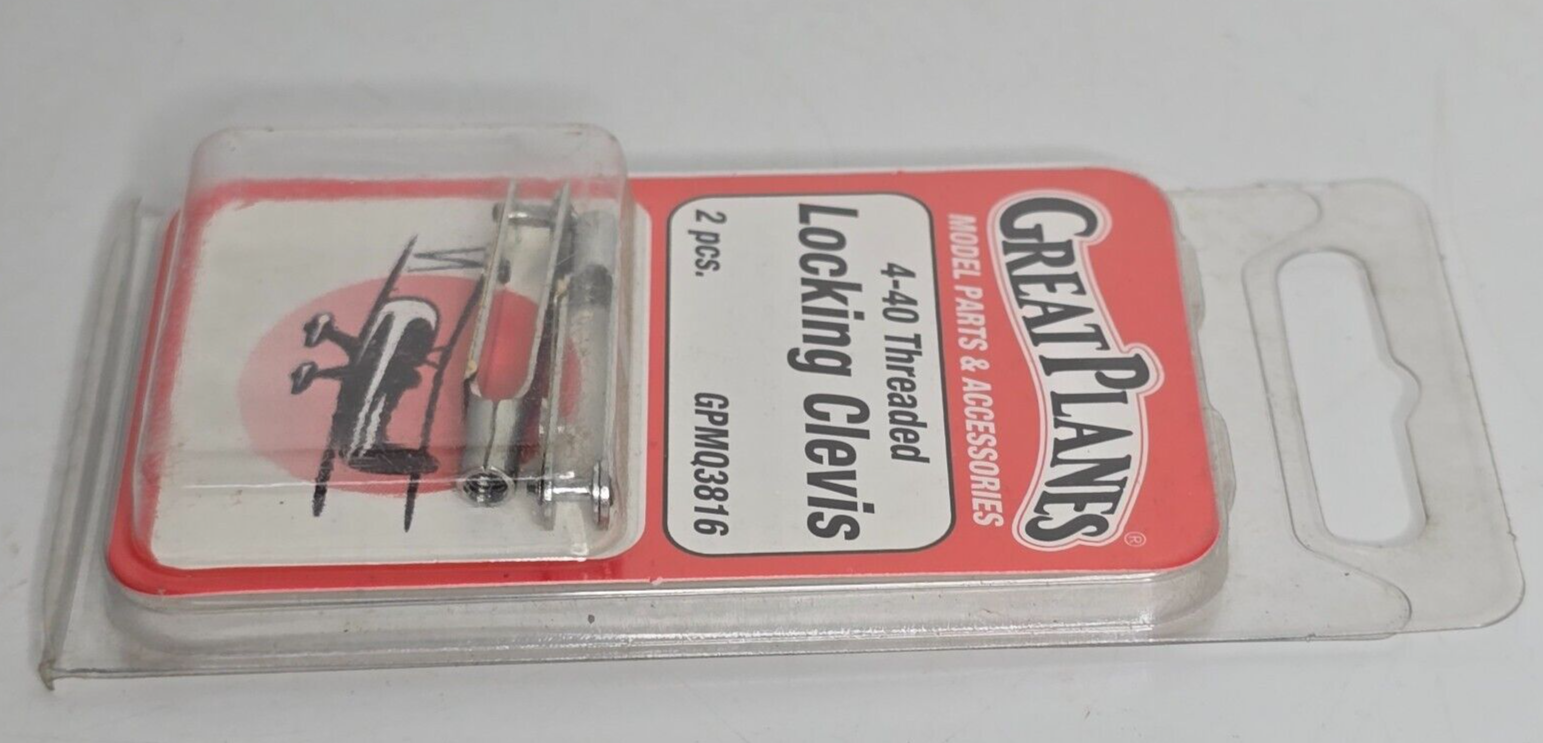 GREAT PLANES®
MODEL PARTS & ACCESSORIES
4-40 Threaded
Locking Clevis
2 pcs. GPMQ3816